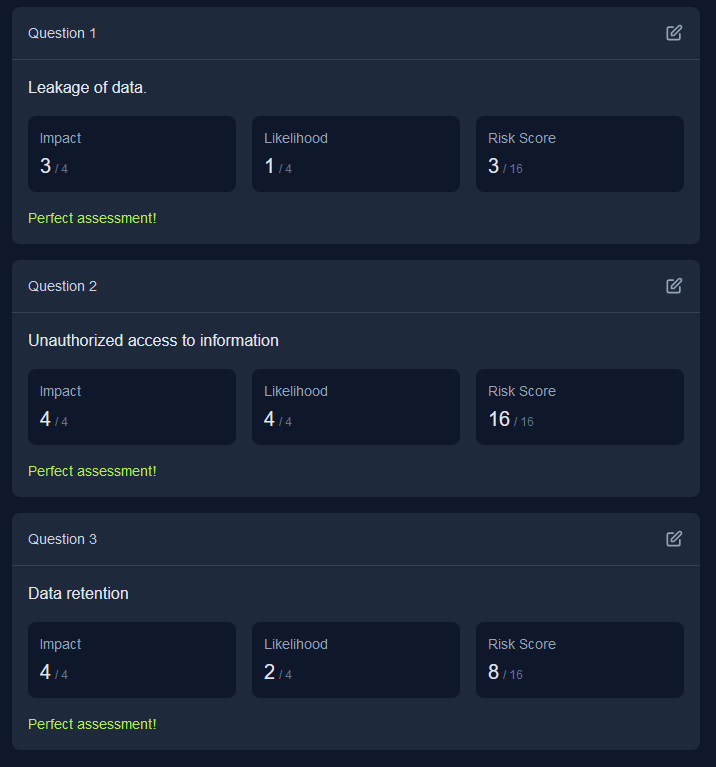 Question 1
Leakage of data.
Impact Likelihood Risk Score
3 / 4 1 / 4 3 / 16
Perfect assessment!
Question 2
Unauthorized access to information
Impact Likelihood Risk Score
4 / 4 4 / 4 16 / 16
Perfect assessment!
Question 3
Data retention
Impact Likelihood Risk Score
4 / 4 2 / 4 8 / 16
Perfect assessment!